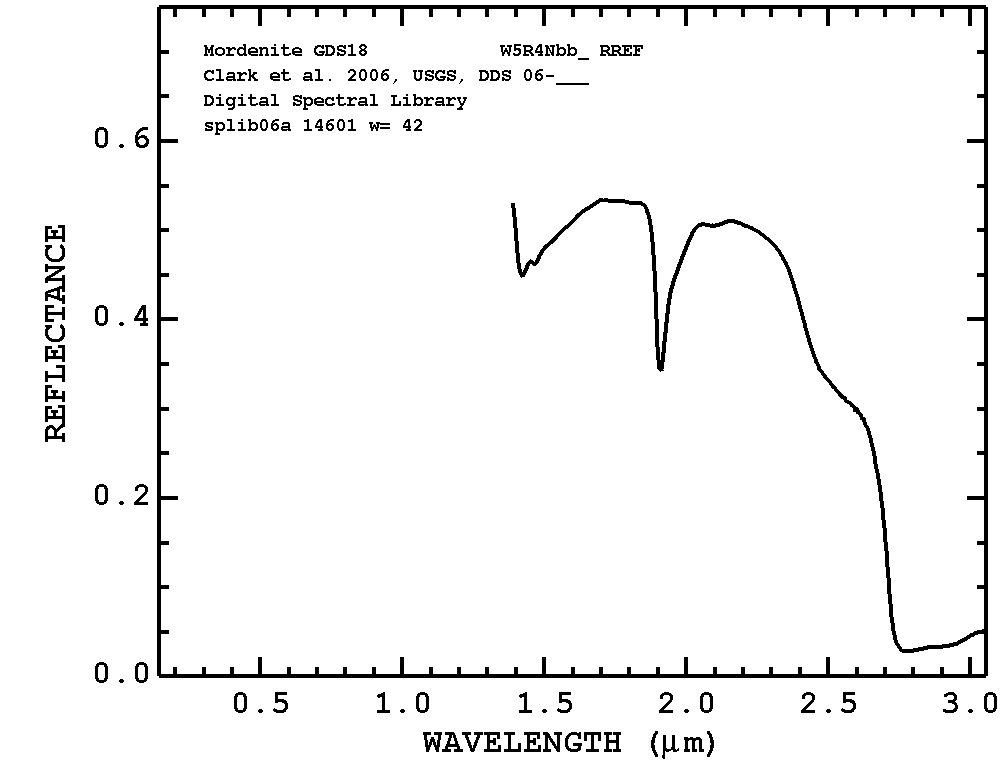 Mordenite GDS18 W5R4Nbb_ RREF
Clark et al. 2006, USGS, DDS 06-___
Digital Spectral Library
splib06a 14601 w= 42
REFLECTANCE
0.6
0.4
0.2
0.0
0.5 1.0 1.5 2.0 2.5 3.0
WAVELENGTH (μm)